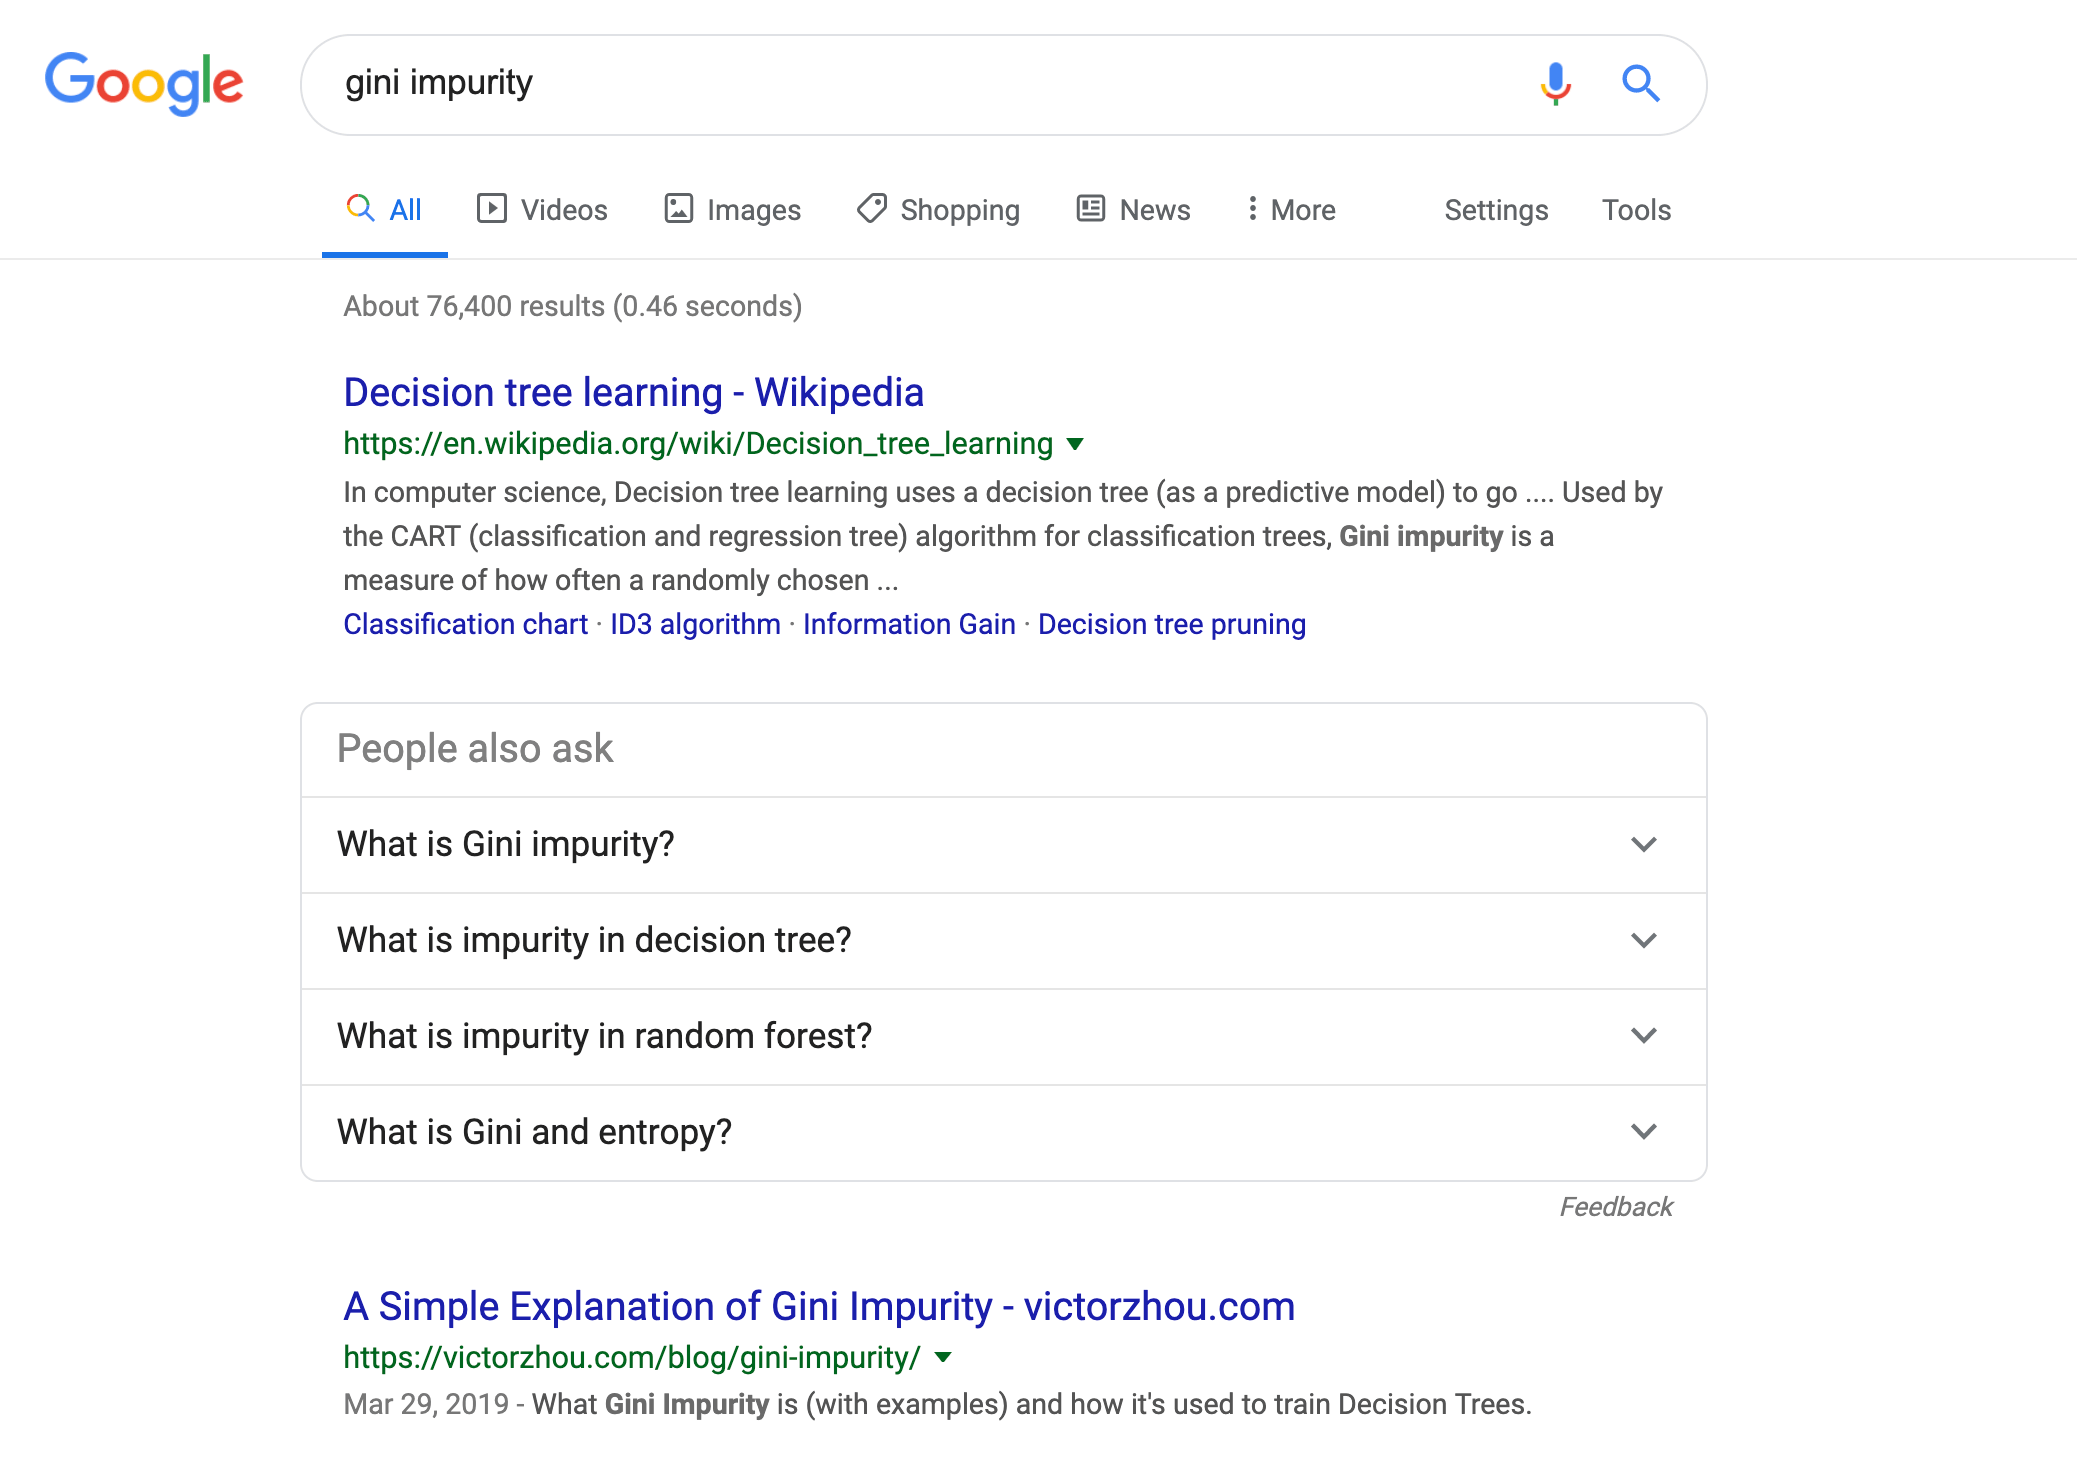 Google
gini impurity
All Videos Images Shopping News More Settings Tools
About 76,400 results (0.46 seconds)
Decision tree learning - Wikipedia
https://en.wikipedia.org/wiki/Decision_tree_learning
In computer science, Decision tree learning uses a decision tree (as a predictive model) to go .... Used by
the CART (classification and regression tree) algorithm for classification trees, Gini impurity is a
measure of how often a randomly chosen ...
Classification chart · ID3 algorithm · Information Gain · Decision tree pruning
People also ask
What is Gini impurity?
What is impurity in decision tree?
What is impurity in random forest?
What is Gini and entropy?
Feedback
A Simple Explanation of Gini Impurity - victorzhou.com
https://victorzhou.com/blog/gini-impurity/
Mar 29, 2019 - What Gini Impurity is (with examples) and how it's used to train Decision Trees.